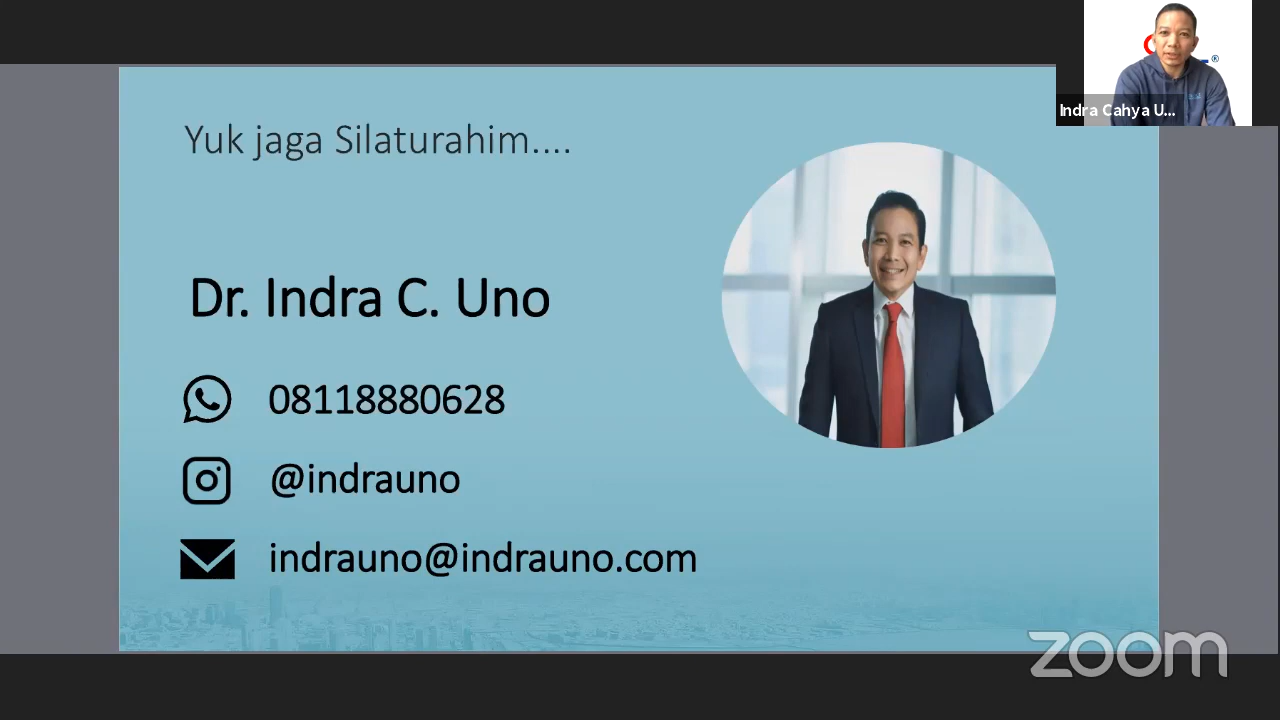 Yuk jaga Silaturahim....
Dr. Indra C. Uno
08118880628
@indrauno
indrauno@indrauno.com
Indra Cahya U...
®
zoom